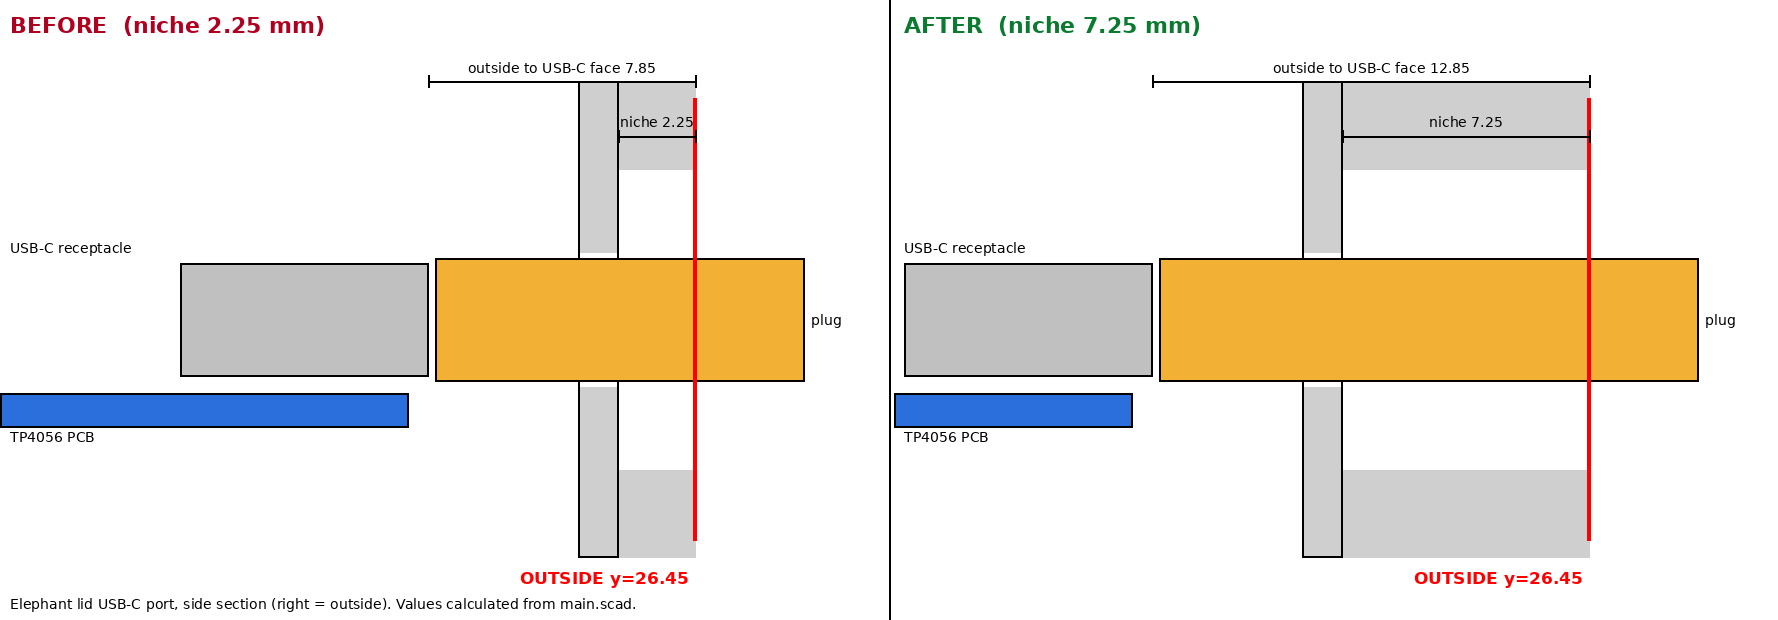 BEFORE  (niche 2.25 mm)
outside to USB-C face 7.85
niche 2.25
USB-C receptacle
plug
TP4056 PCB
OUTSIDE y=26.45
Elephant lid USB-C port, side section (right = outside). Values calculated from main.scad.
AFTER  (niche 7.25 mm)
outside to USB-C face 12.85
niche 7.25
USB-C receptacle
plug
TP4056 PCB
OUTSIDE y=26.45